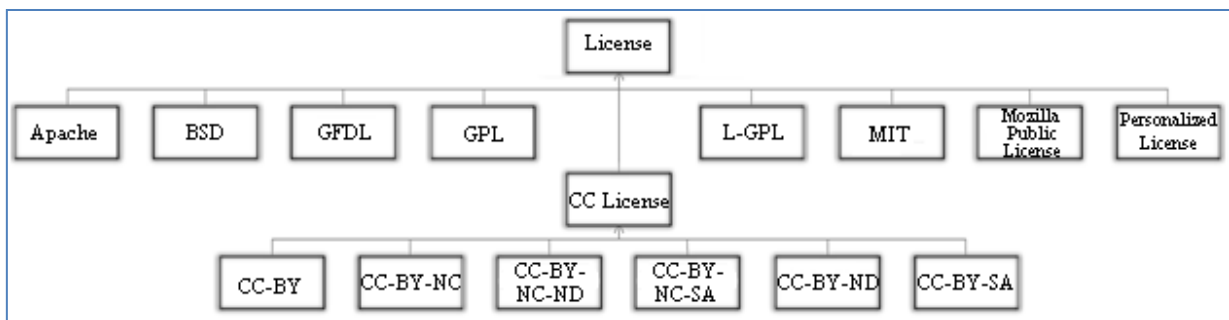 License
Apache
BSD
GFDL
GPL
L-GPL
MIT
Mozilla
Public
License
Personalized
License
CC License
CC-BY
CC-BY-NC
CC-BY-
NC-ND
CC-BY-
NC-SA
CC-BY-ND
CC-BY-SA